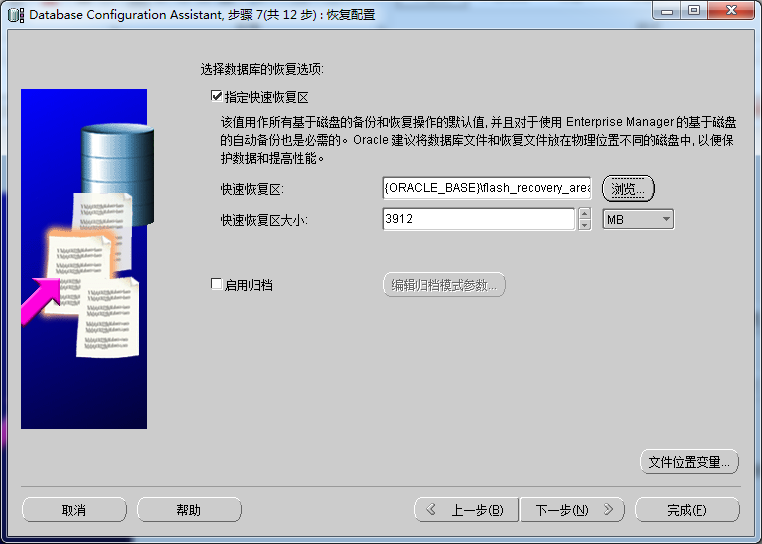 Database Configuration Assistant, 步骤 7(共 12 步) : 恢复配置
选择数据库的恢复选项:
指定快速恢复区
该值用作所有基于磁盘的备份和恢复操作的默认值, 并且对于使用 Enterprise Manager 的基于磁盘
的自动备份也是必需的。Oracle 建议将数据库文件和恢复文件放在物理位置不同的磁盘中, 以便保
护数据和提高性能。
快速恢复区: {ORACLE_BASE}\flash_recovery_area 浏览...
快速恢复区大小: 3912 MB
启用归档 编辑归档模式参数...
文件位置变量...
取消 帮助 上一步(B) 下一步(N) 完成(F)